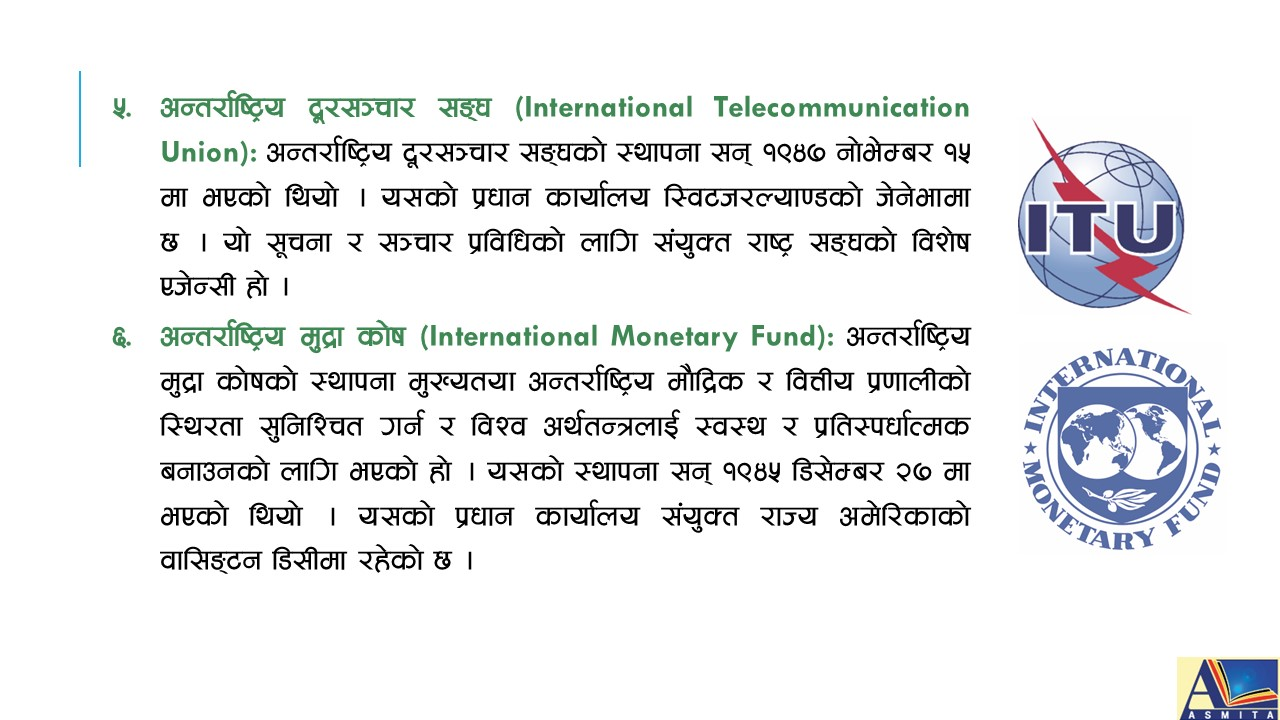 ५. अन्तर्राष्ट्रिय दूरसञ्चार सङ्घ (International Telecommunication
Union): अन्तर्राष्ट्रिय दूरसञ्चार सङ्घको स्थापना सन् १९४७ नोभेम्बर १५
मा भएको थियो । यसको प्रधान कार्यालय स्विटजरल्याण्डको जेनेभामा
छ । यो सूचना र सञ्चार प्रविधिको लागि संयुक्त राष्ट्र सङ्घको विशेष
एजेन्सी हो ।
६. अन्तर्राष्ट्रिय मुद्रा कोष (International Monetary Fund): अन्तर्राष्ट्रिय
मुद्रा कोषको स्थापना मुख्यतया अन्तर्राष्ट्रिय मौद्रिक र वित्तीय प्रणालीको
स्थिरता सुनिश्चित गर्न र विश्व अर्थतन्त्रलाई स्वस्थ र प्रतिस्पर्धात्मक
बनाउनको लागि भएको हो । यसको स्थापना सन् १९४५ डिसेम्बर २७ मा
भएको थियो । यसको प्रधान कार्यालय संयुक्त राज्य अमेरिकाको
वासिङ्टन डिसीमा रहेको छ ।
ITU
INTERNATIONAL
MONETARY FUND
ASMITA